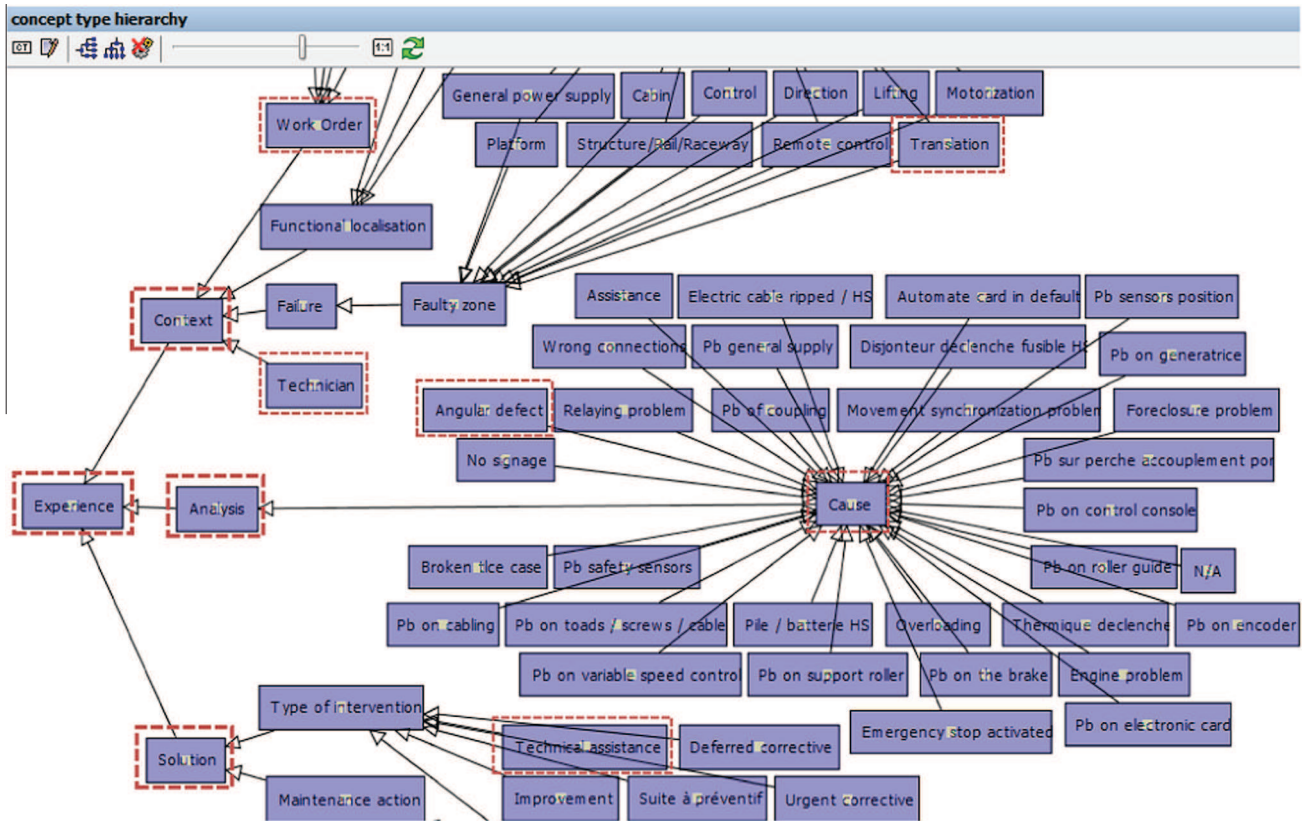 concept type hierarchy
CT
1:1
General power supply
Cabin
Control
Direction
Lifting
Motorization
Work Order
Platform
Structure/Rail/Raceway
Remote control
Translation
Functional localisation
Context
Failure
Faulty zone
Assistance
Electric cable ripped / HS
Automate card in default
Pb sensors position
Wrong connections
Pb general supply
Disjonteur déclenche fusible HS
Pb on generatrice
Technician
Angular defect
Relaying problem
Pb of coupling
Movement synchronization problem
Foreclosure problem
No signage
Pb sur perche accouplement por
Experience
Analysis
Cause
Pb on control console
Broken slice case
Pb safety sensors
Pb on roller guide
N/A
Pb on cabling
Pb on toads / screws / cable
Pile / batterie HS
Overloading
Thermique declenche
Pb on encoder
Pb on variable speed control
Pb on support roller
Pb on the brake
Engine problem
Type of intervention
Emergency stop activated
Pb on electronic card
Solution
Technical assistance
Deferred corrective
Maintenance action
Improvement
Suite à préventif
Urgent corrective